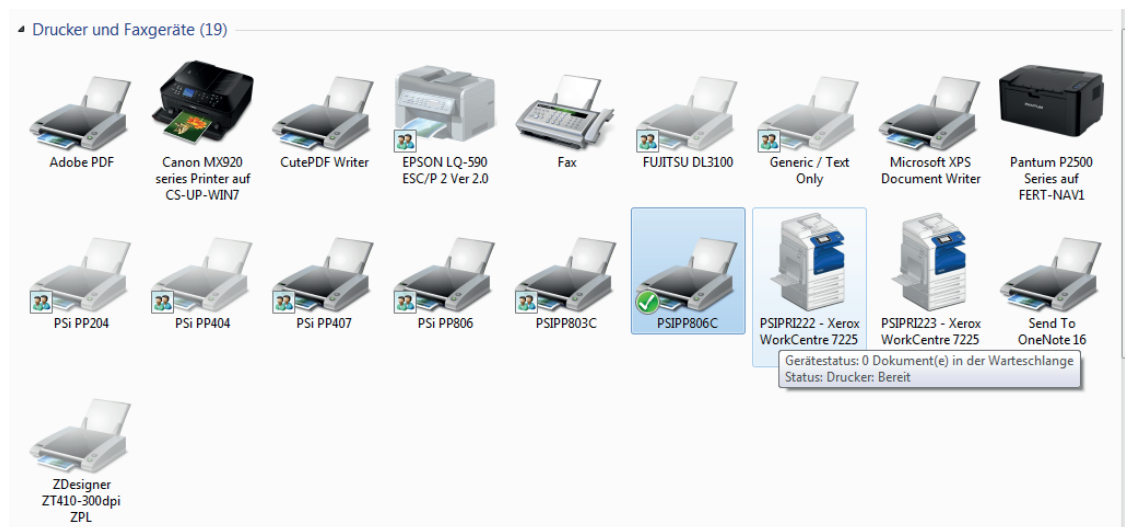 Drucker und Faxgeräte (19)
Adobe PDF
Canon MX920
series Printer auf
CS-UP-WIN7
CutePDF Writer
EPSON LQ-590
ESC/P 2 Ver 2.0
Fax
FUJITSU DL3100
Generic / Text
Only
Microsoft XPS
Document Writer
PANTUM
Pantum P2500
Series auf
FERT-NAV1
PSi PP204
PSi PP404
PSi PP407
PSi PP806
PSIPP803C
PSIPP806C
PSIPRI222 - Xerox
WorkCentre 7225
PSIPRI223 - Xerox
WorkCentre 7225
Send To
OneNote 16
Gerätestatus: 0 Dokument(e) in der Warteschlange
Status: Drucker: Bereit
ZDesigner
ZT410-300dpi
ZPL